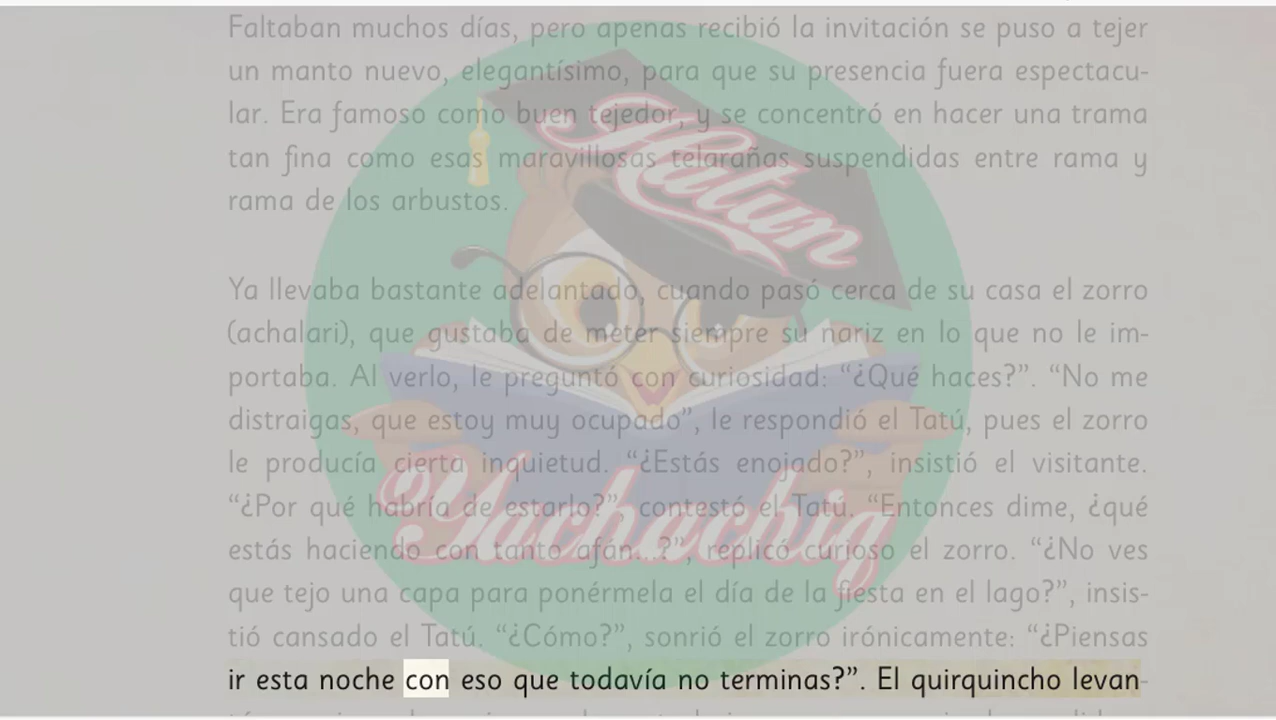 Faltaban muchos días, pero apenas recibió la invitación se puso a tejer
un manto nuevo, elegantísimo, para que su presencia fuera espectacu-
lar. Era famoso como buen tejedor, y se concentró en hacer una trama
tan fina como esas maravillosas telarañas suspendidas entre rama y
rama de los arbustos.
Hatun
Ya llevaba bastante adelantado, cuando pasó cerca de su casa el zorro
(achalari), que gustaba de meter siempre su nariz en lo que no le im-
portaba. Al verlo, le preguntó con curiosidad: “¿Qué haces?”. “No me
distraigas, que estoy muy ocupado”, le respondió el Tatú, pues el zorro
le producía cierta inquietud. “¿Estás enojado?”, insistió el visitante.
“¿Por qué habría de estarlo?”, contestó el Tatú. “Entonces dime, ¿qué
Yachachiq
estás haciendo con tanto afán...?”, replicó curioso el zorro. “¿No ves
que tejo una capa para ponérmela el día de la fiesta en el lago?”, insis-
tió cansado el Tatú. “¿Cómo?”, sonrió el zorro irónicamente: “¿Piensas
ir esta noche con eso que todavía no terminas?”. El quirquincho levan-